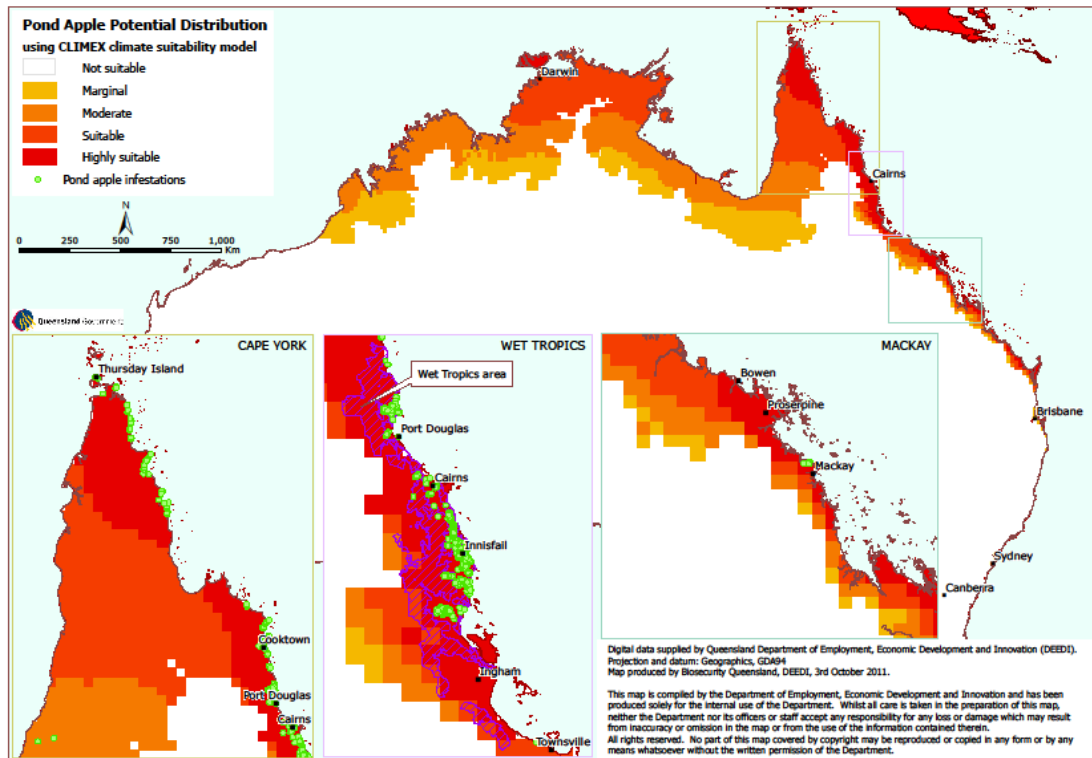 Pond Apple Potential Distribution
using CLIMEX climate suitability model
Not suitable
Marginal
Moderate
Suitable
Highly suitable
Pond apple infestations
N
0 250 500 750 1,000
Km
Queensland Government
Darwin
Cairns
Brisbane
Sydney
Canberra
CAPE YORK
Thursday Island
Cooktown
Port Douglas
Cairns
WET TROPICS
Wet Tropics area
Port Douglas
Cairns
Innisfail
Ingham
Townsville
MACKAY
Bowen
Proserpine
Mackay
Digital data supplied by Queensland Department of Employment, Economic Development and Innovation (DEEDI).
Projection and datum: Geographics, GDA94
Map produced by Biosecurity Queensland, DEEDI, 3rd October 2011.
This map is compiled by the Department of Employment, Economic Development and Innovation and has been
produced solely for the internal use of the Department. Whilst all care is taken in the preparation of this map,
neither the Department nor its officers or staff accept any responsibility for any loss or damage which may result
from inaccuracy or omission in the map or from the use of the information contained therein.
All rights reserved. No part of this map covered by copyright may be reproduced or copied in any form or by any
means whatsoever without the written permission of the Department.